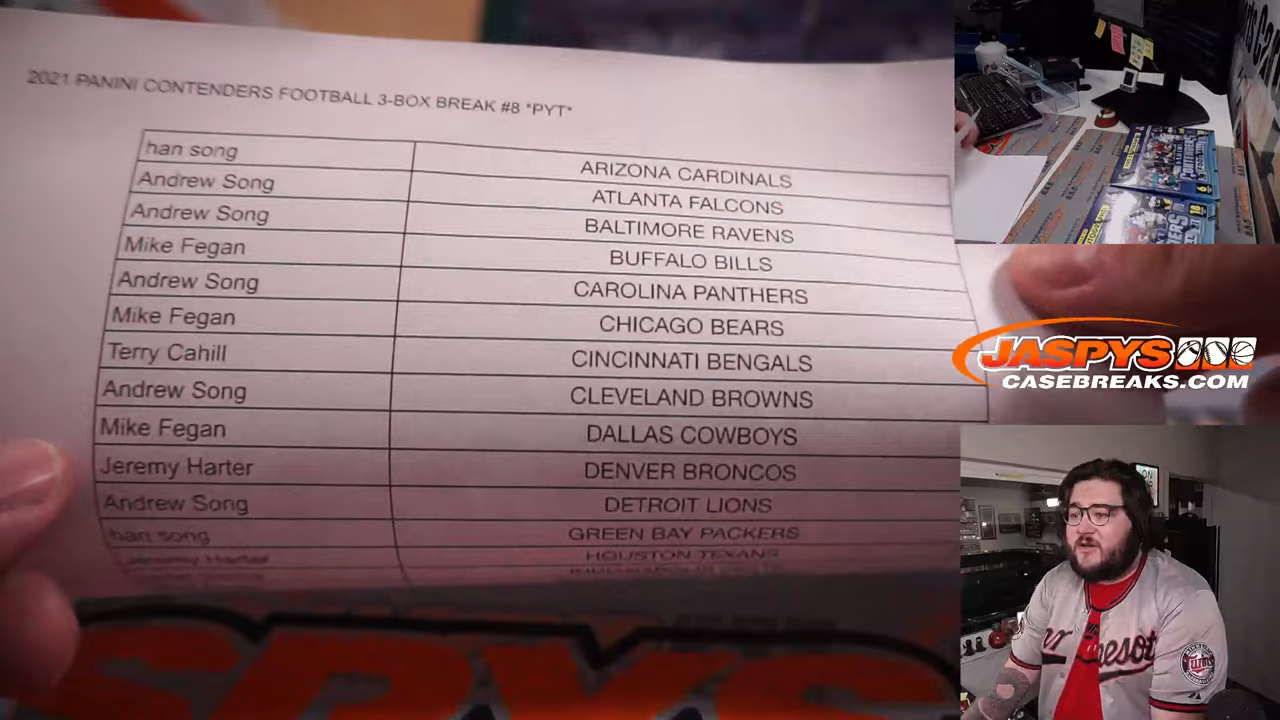 2021 PANINI CONTENDERS FOOTBALL 3-BOX BREAK #8 *PYT*
han song ARIZONA CARDINALS
Andrew Song ATLANTA FALCONS
Andrew Song BALTIMORE RAVENS
Mike Fegan BUFFALO BILLS
Andrew Song CAROLINA PANTHERS
Mike Fegan CHICAGO BEARS
Terry Cahill CINCINNATI BENGALS
Andrew Song CLEVELAND BROWNS
Mike Fegan DALLAS COWBOYS
Jeremy Harter DENVER BRONCOS
Andrew Song DETROIT LIONS
han song GREEN BAY PACKERS
Jeremy Harter HOUSTON TEXANS
JASPYS
CASEBREAKS.COM